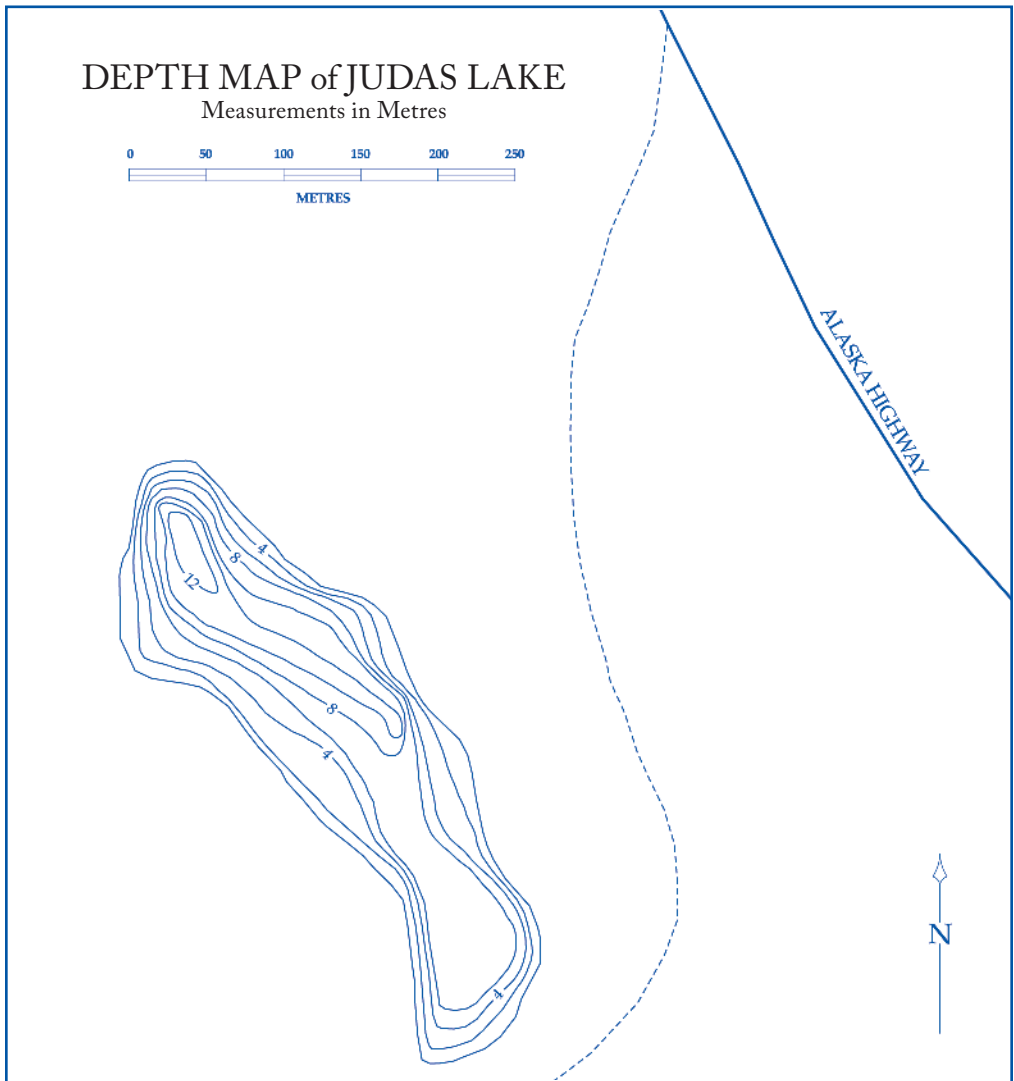 DEPTH MAP of JUDAS LAKE
Measurements in Metres
0 50 100 150 200 250
METRES
ALASKA HIGHWAY
4
8
12
8
4
N
4